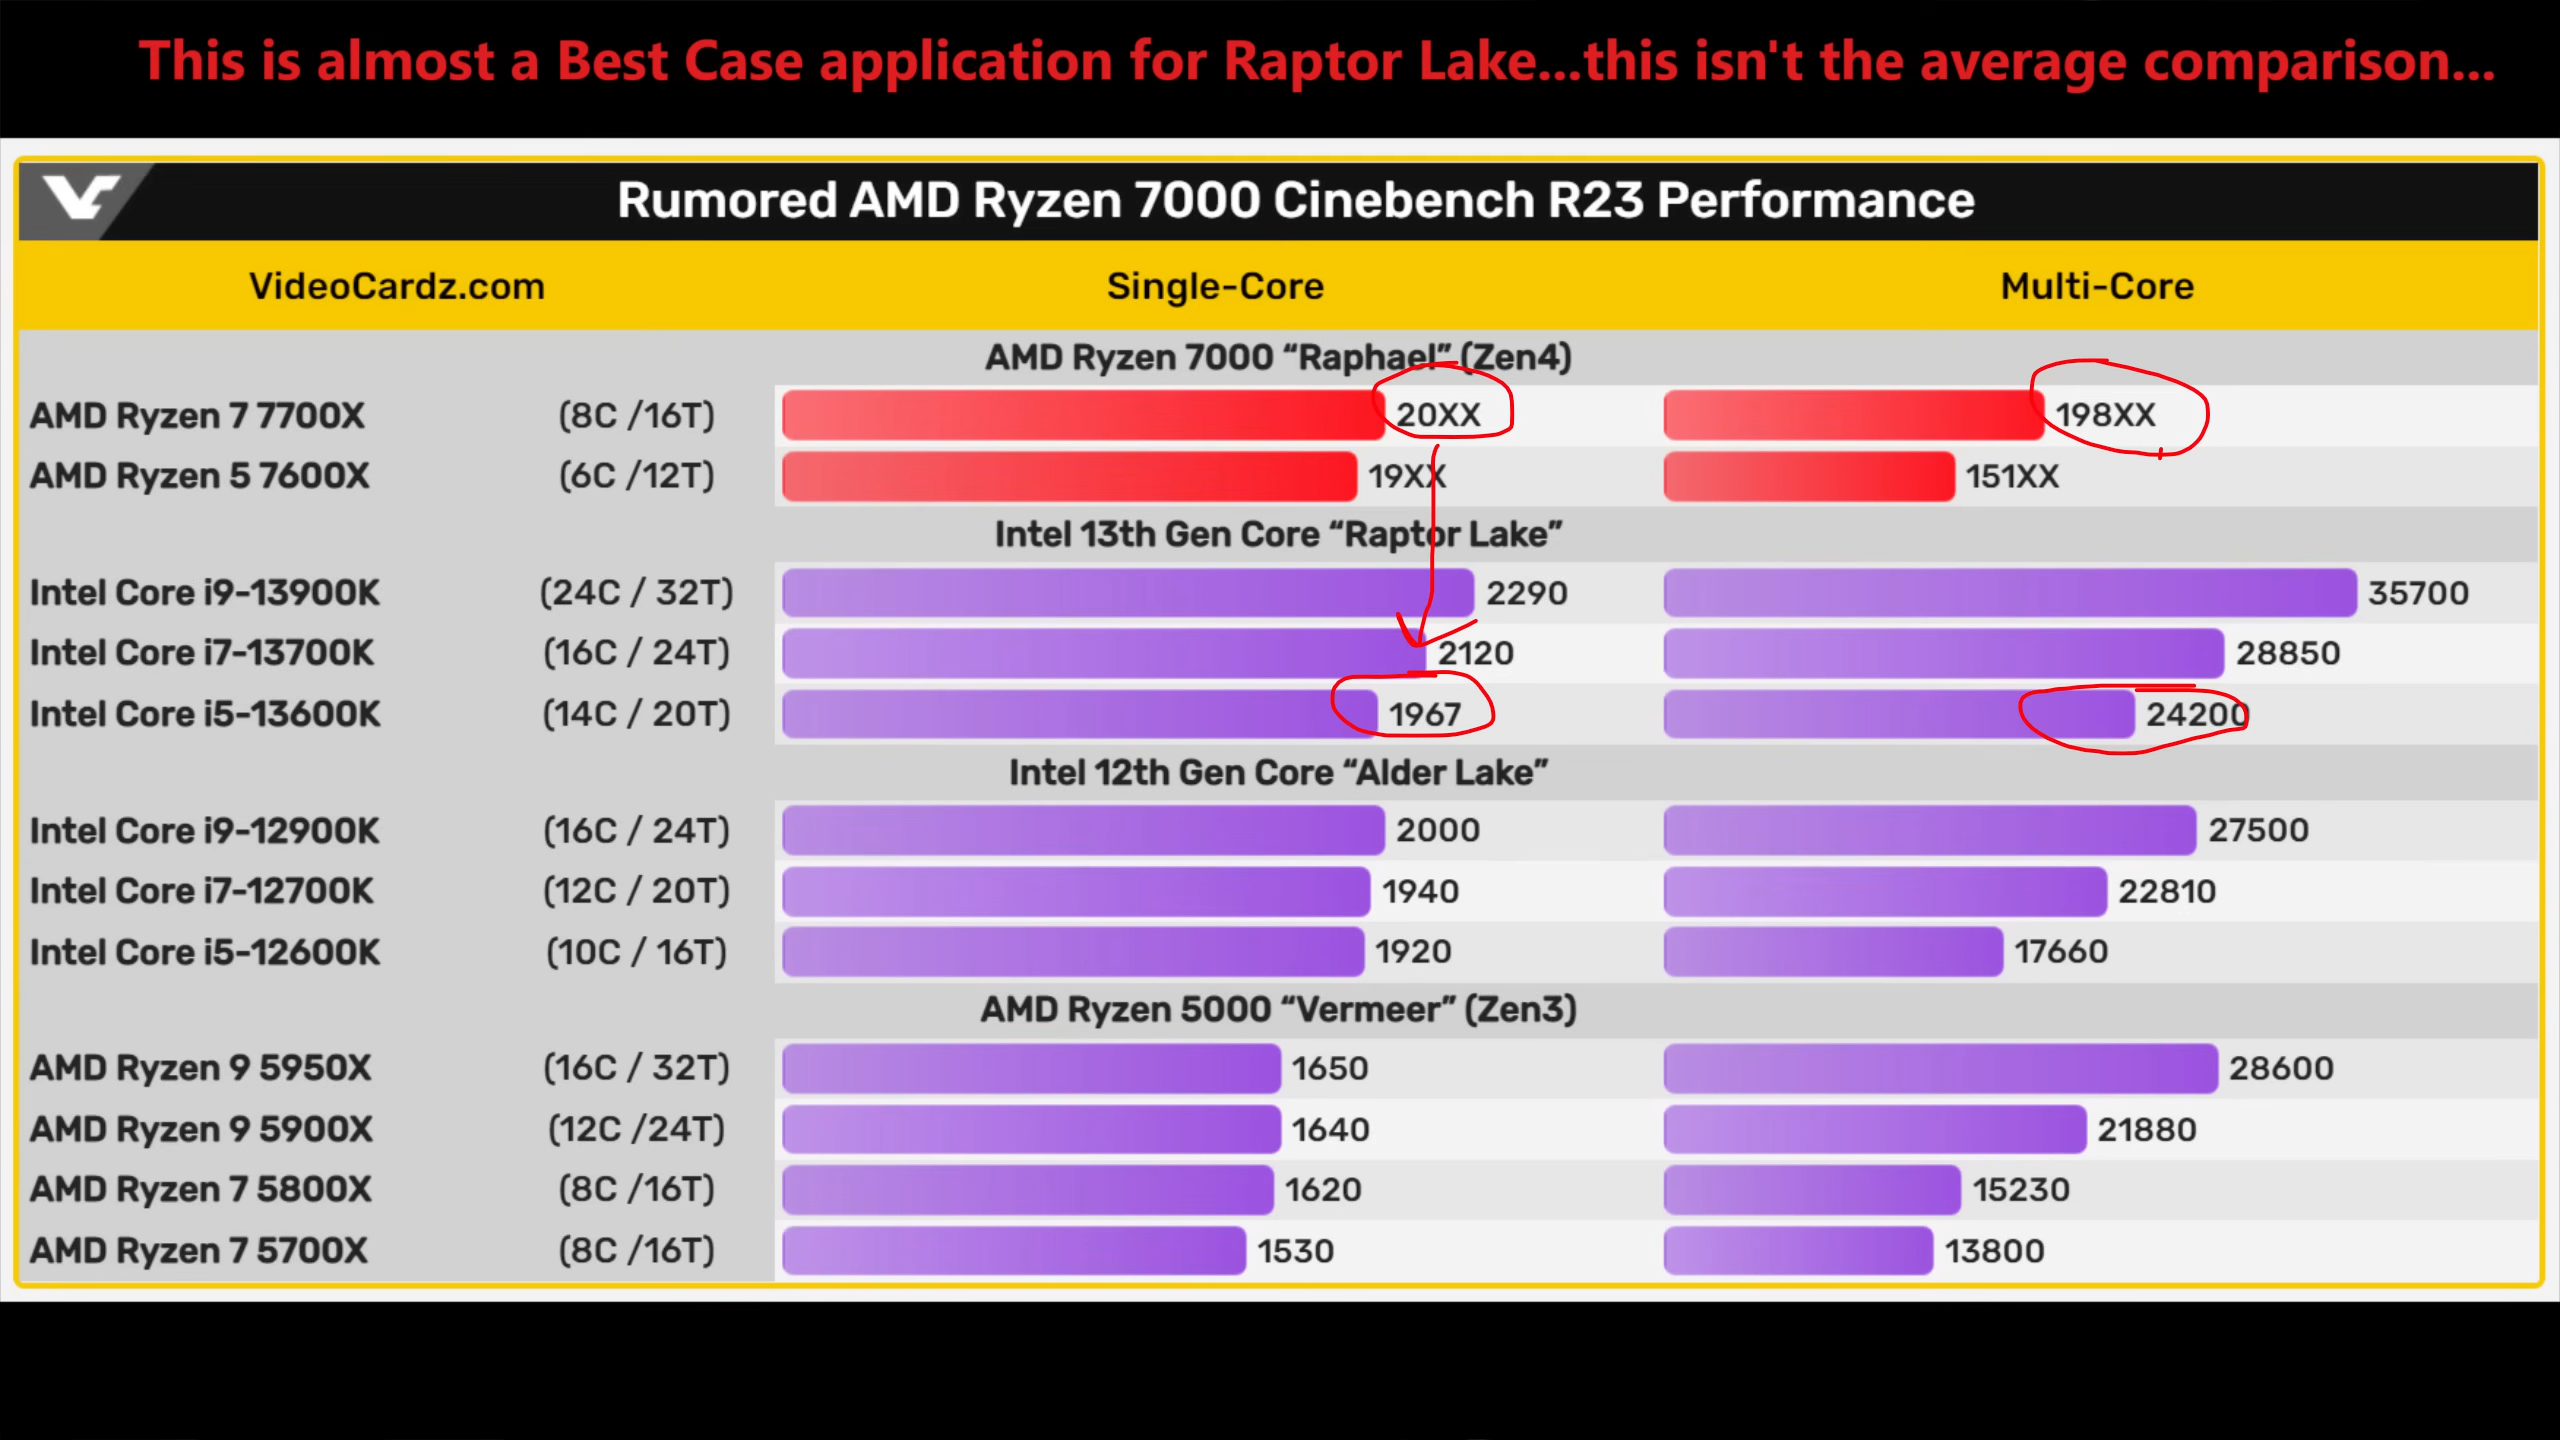 This is almost a Best Case application for Raptor Lake...this isn't the average comparison...
Rumored AMD Ryzen 7000 Cinebench R23 Performance
VideoCardz.com Single-Core Multi-Core
AMD Ryzen 7000 “Raphael” (Zen4)
AMD Ryzen 7 7700X (8C /16T) 20XX 198XX
AMD Ryzen 5 7600X (6C /12T) 19XX 151XX
Intel 13th Gen Core “Raptor Lake”
Intel Core i9-13900K (24C / 32T) 2290 35700
Intel Core i7-13700K (16C / 24T) 2120 28850
Intel Core i5-13600K (14C / 20T) 1967 24200
Intel 12th Gen Core “Alder Lake”
Intel Core i9-12900K (16C / 24T) 2000 27500
Intel Core i7-12700K (12C / 20T) 1940 22810
Intel Core i5-12600K (10C / 16T) 1920 17660
AMD Ryzen 5000 “Vermeer” (Zen3)
AMD Ryzen 9 5950X (16C / 32T) 1650 28600
AMD Ryzen 9 5900X (12C /24T) 1640 21880
AMD Ryzen 7 5800X (8C /16T) 1620 15230
AMD Ryzen 7 5700X (8C /16T) 1530 13800